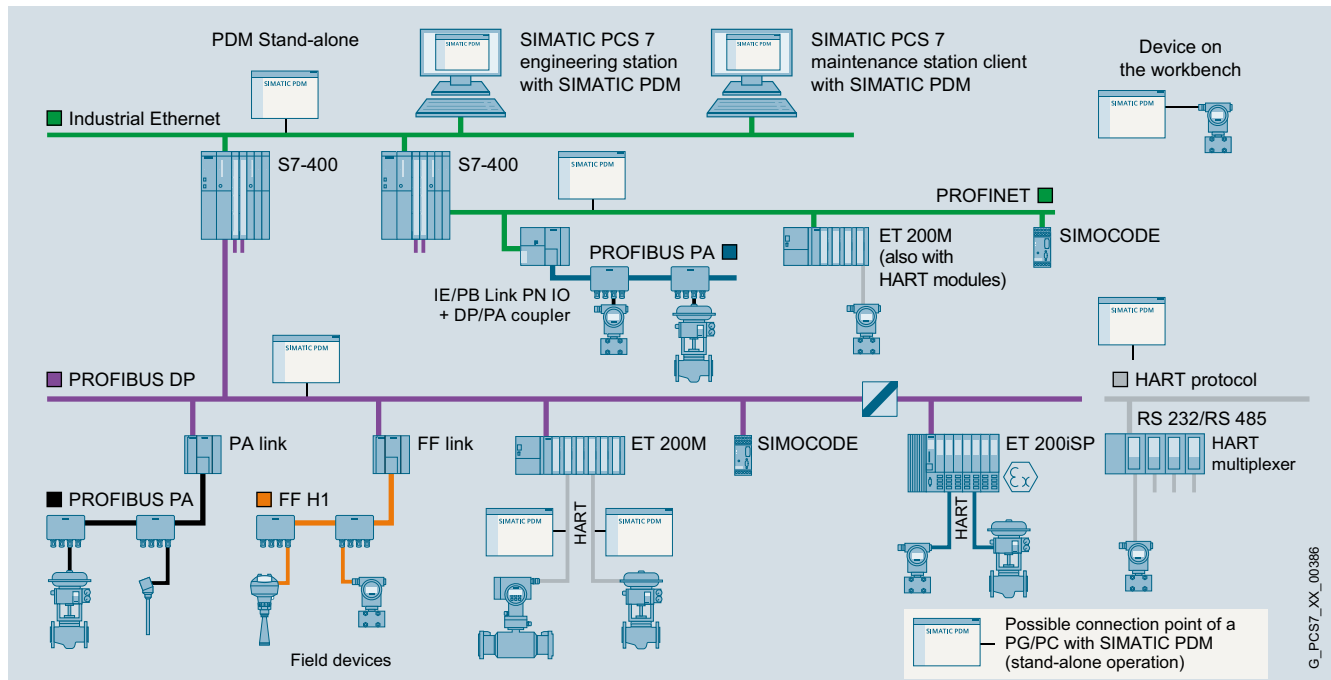 PDM Stand-alone
SIMATIC PDM
SIMATIC PDM
SIMATIC PCS 7
engineering station
with SIMATIC PDM
SIMATIC PDM
SIMATIC PCS 7
maintenance station client
with SIMATIC PDM
Device on
the workbench
SIMATIC PDM
Industrial Ethernet
S7-400
S7-400
SIMATIC PDM
PROFINET
PROFIBUS PA
ET 200M
(also with
HART modules)
SIMOCODE
IE/PB Link PN IO
+ DP/PA coupler
SIMATIC PDM
SIMATIC PDM
PROFIBUS DP
HART protocol
PA link
FF link
ET 200M
SIMOCODE
ET 200iSP
RS 232/RS 485
HART
multiplexer
Ex
PROFIBUS PA
FF H1
SIMATIC PDM
HART
SIMATIC PDM
HART
Field devices
SIMATIC PDM
Possible connection point of a
PG/PC with SIMATIC PDM
(stand-alone operation)
G_PCS7_XX_00386